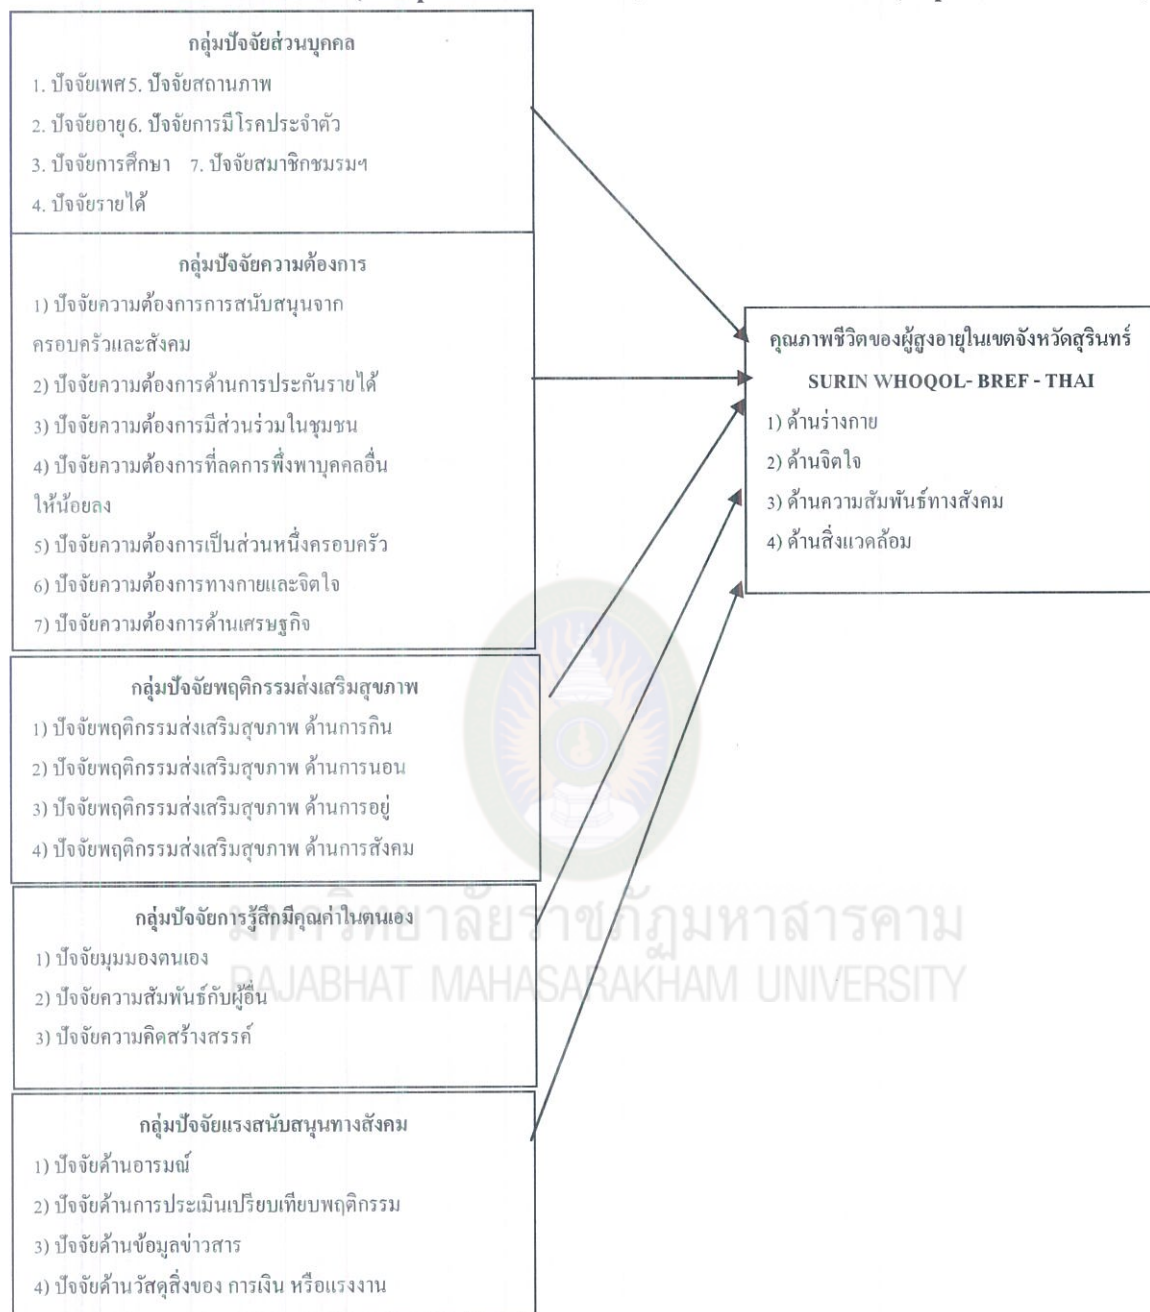 กลุ่มปัจจัยส่วนบุคคล
1. ปัจจัยเพศ5. ปัจจัยสถานภาพ
2. ปัจจัยอายุ6. ปัจจัยการมีโรคประจำตัว
3. ปัจจัยการศึกษา 7. ปัจจัยสมาชิกชมรมฯ
4. ปัจจัยรายได้
กลุ่มปัจจัยความต้องการ
1) ปัจจัยความต้องการการสนับสนุนจาก
ครอบครัวและสังคม
2) ปัจจัยความต้องการด้านการประกันรายได้
3) ปัจจัยความต้องการมีส่วนร่วมในชุมชน
4) ปัจจัยความต้องการที่ลดการพึ่งพาบุคคลอื่น
ให้น้อยลง
5) ปัจจัยความต้องการเป็นส่วนหนึ่งครอบครัว
6) ปัจจัยความต้องการทางกายและจิตใจ
7) ปัจจัยความต้องการด้านเศรษฐกิจ
กลุ่มปัจจัยพฤติกรรมส่งเสริมสุขภาพ
1) ปัจจัยพฤติกรรมส่งเสริมสุขภาพ ด้านการกิน
2) ปัจจัยพฤติกรรมส่งเสริมสุขภาพ ด้านการนอน
3) ปัจจัยพฤติกรรมส่งเสริมสุขภาพ ด้านการอยู่
4) ปัจจัยพฤติกรรมส่งเสริมสุขภาพ ด้านการสังคม
กลุ่มปัจจัยการรู้สึกมีคุณค่าในตนเอง
1) ปัจจัยมุมมองตนเอง
2) ปัจจัยความสัมพันธ์กับผู้อื่น
3) ปัจจัยความคิดสร้างสรรค์
กลุ่มปัจจัยแรงสนับสนุนทางสังคม
1) ปัจจัยด้านอารมณ์
2) ปัจจัยด้านการประเมินเปรียบเทียบพฤติกรรม
3) ปัจจัยด้านข้อมูลข่าวสาร
4) ปัจจัยด้านวัสดุสิ่งของ การเงิน หรือแรงงาน
คุณภาพชีวิตของผู้สูงอายุในเขตจังหวัดสุรินทร์
SURIN WHOQOL- BREF - THAI
1) ด้านร่างกาย
2) ด้านจิตใจ
3) ด้านความสัมพันธ์ทางสังคม
4) ด้านสิ่งแวดล้อม
มหาวิทยาลัยราชภัฏมหาสารคาม
RAJABHAT MAHASARAKHAM UNIVERSITY